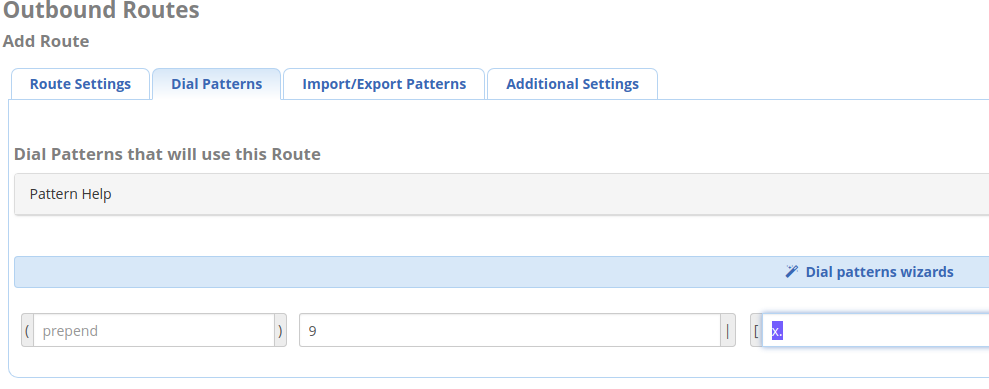 Outbound Routes
Add Route
Route Settings Dial Patterns Import/Export Patterns Additional Settings
Dial Patterns that will use this Route
Pattern Help
Dial patterns wizards
( prepend ) 9 | [ x.